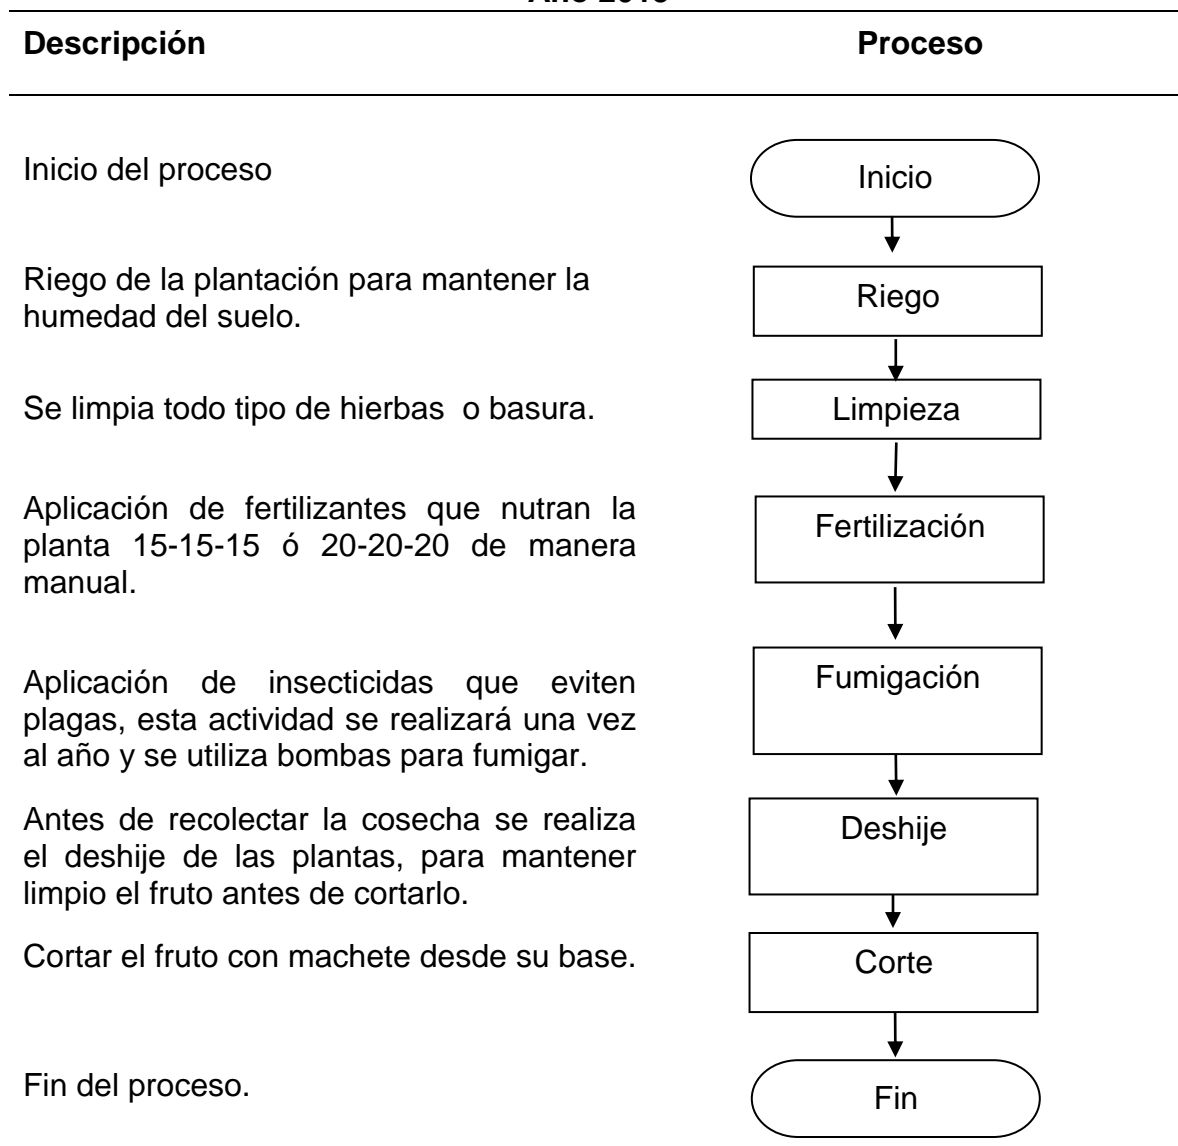 Descripción Proceso
Inicio del proceso
Inicio
Riego de la plantación para mantener la
humedad del suelo.
Riego
Se limpia todo tipo de hierbas o basura.
Limpieza
Aplicación de fertilizantes que nutran la
planta 15-15-15 ó 20-20-20 de manera
manual.
Fertilización
Aplicación de insecticidas que eviten
plagas, esta actividad se realizará una vez
al año y se utiliza bombas para fumigar.
Fumigación
Antes de recolectar la cosecha se realiza
el deshije de las plantas, para mantener
limpio el fruto antes de cortarlo.
Deshije
Cortar el fruto con machete desde su base.
Corte
Fin del proceso.
Fin